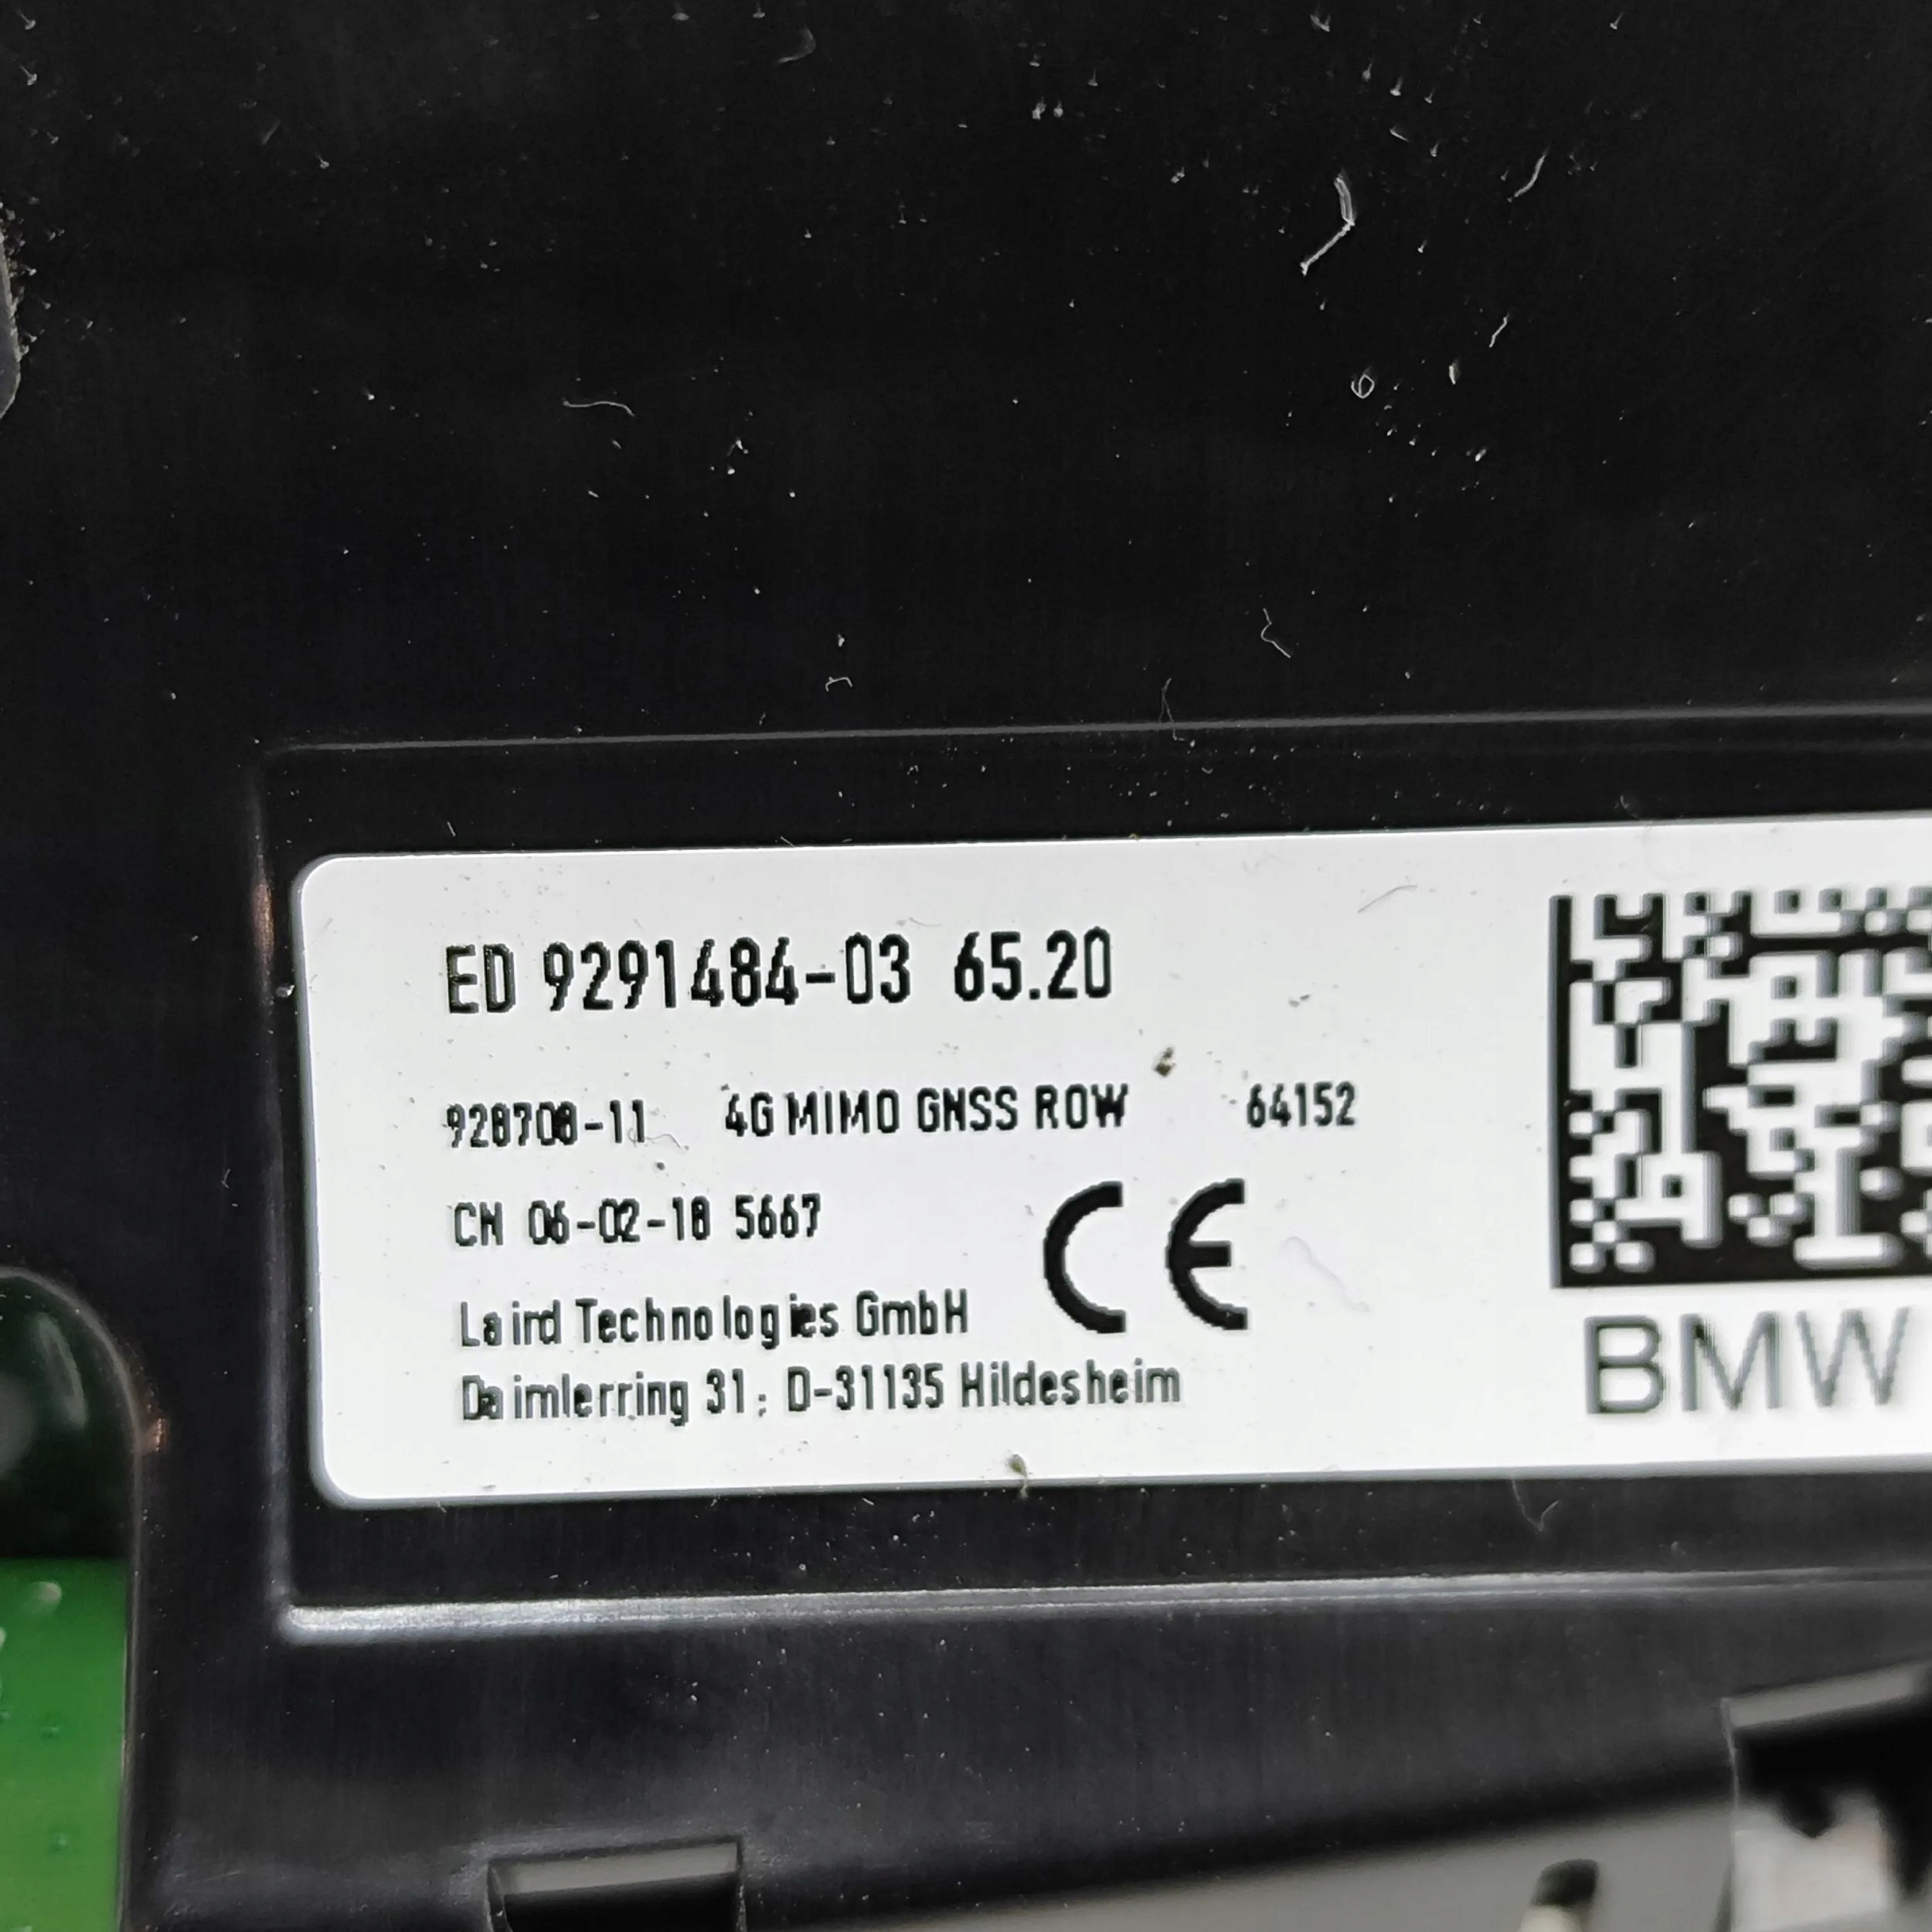 ED 9291484-03 65.20
928708-11 4G MIMO GNSS ROW 64152
CN 06-02-18 5667
CE
Laird Technologies GmbH
Daimlerring 31; D-31135 Hildesheim
BMW